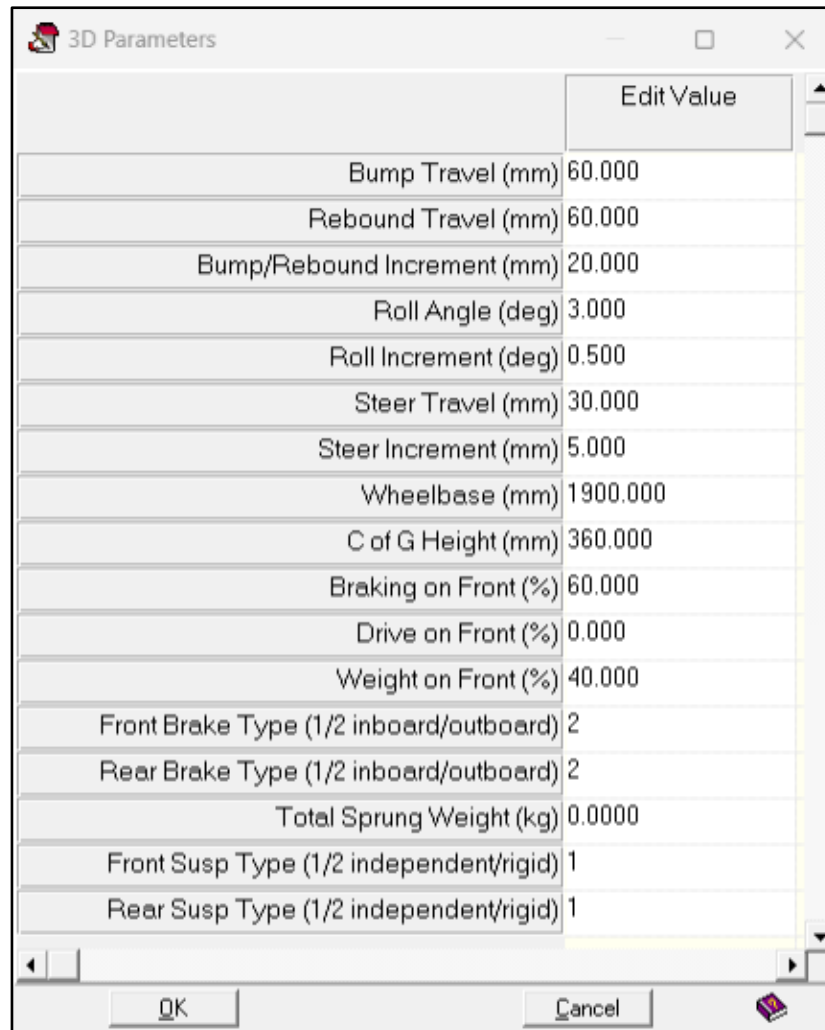 3D Parameters
Edit Value
Bump Travel (mm) 60.000
Rebound Travel (mm) 60.000
Bump/Rebound Increment (mm) 20.000
Roll Angle (deg) 3.000
Roll Increment (deg) 0.500
Steer Travel (mm) 30.000
Steer Increment (mm) 5.000
Wheelbase (mm) 1900.000
C of G Height (mm) 360.000
Braking on Front (%) 60.000
Drive on Front (%) 0.000
Weight on Front (%) 40.000
Front Brake Type (1/2 inboard/outboard) 2
Rear Brake Type (1/2 inboard/outboard) 2
Total Sprung Weight (kg) 0.0000
Front Susp Type (1/2 independent/rigid) 1
Rear Susp Type (1/2 independent/rigid) 1
OK Cancel